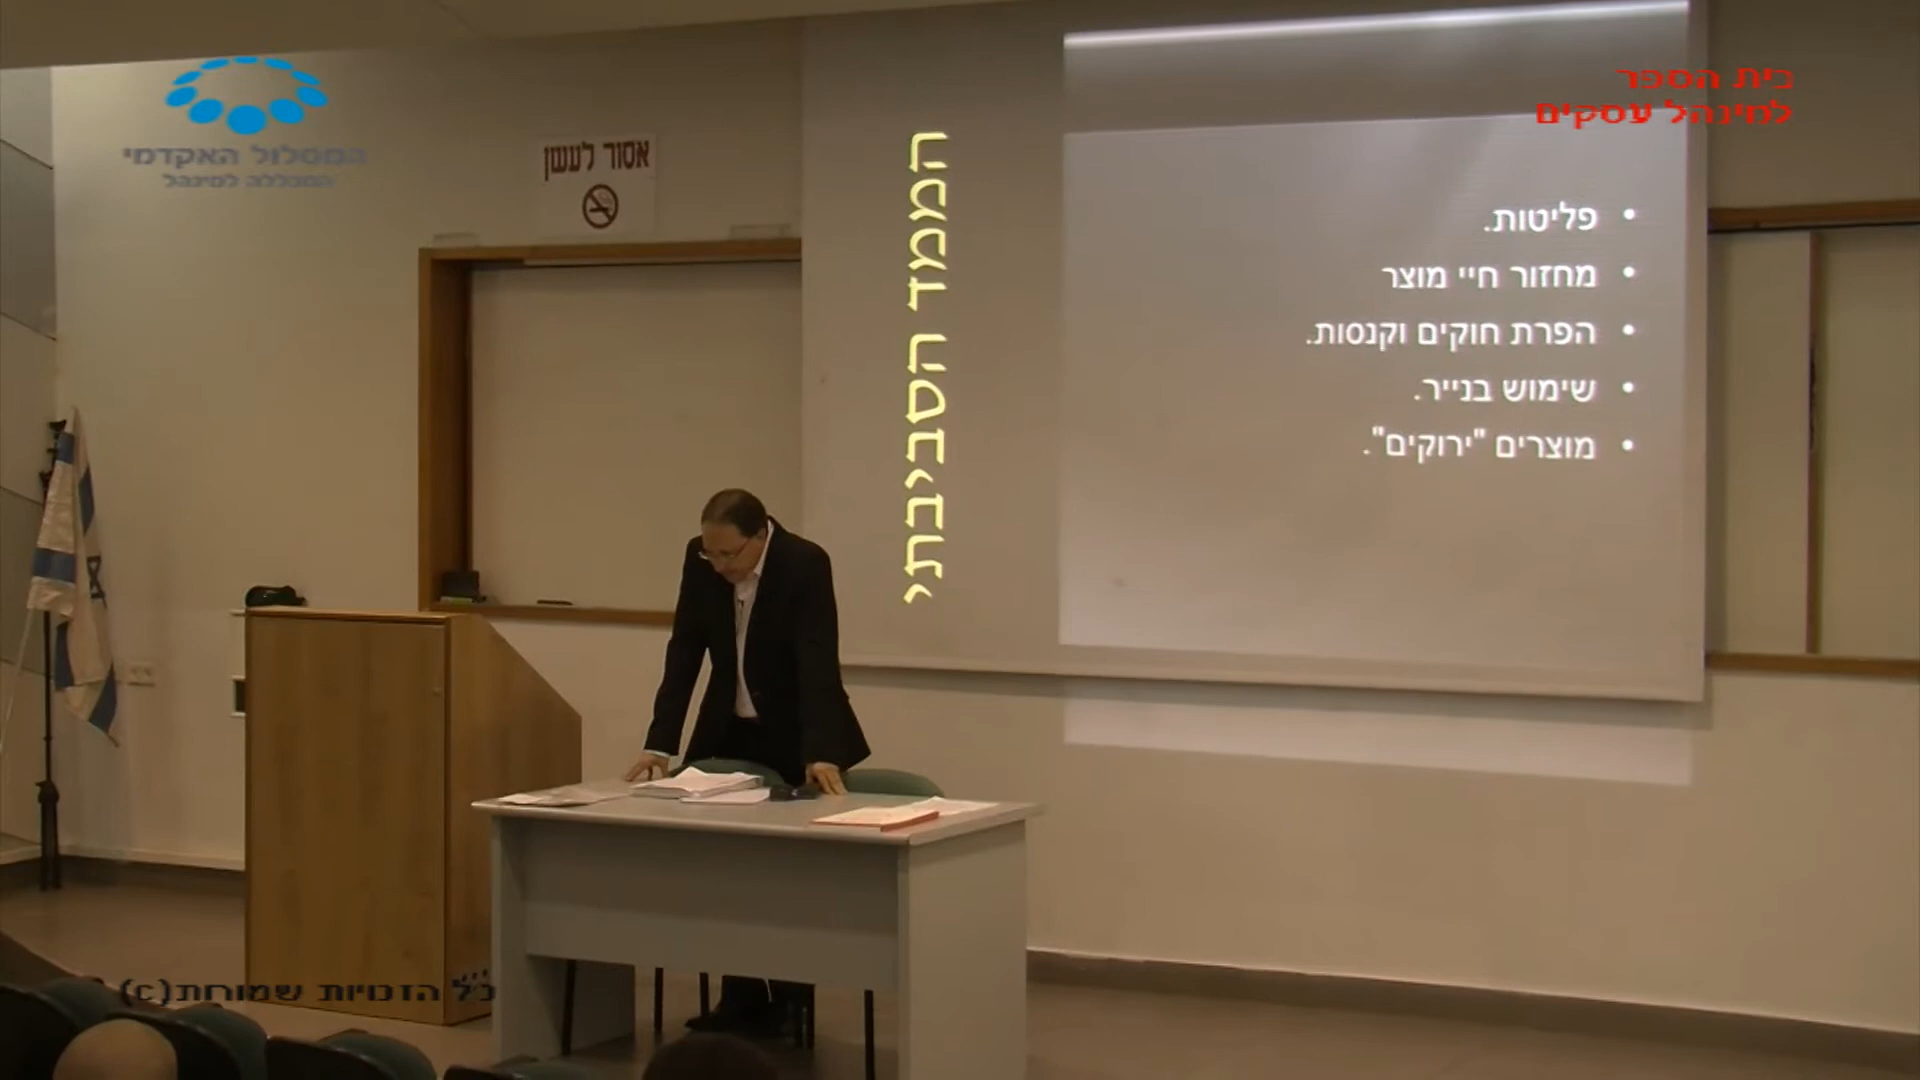 בית הספר
למינהל עסקים
המסלול האקדמי
המכללה למינהל
אסור לעשן
הממד הסביבתי
• פליטות.
• מחזור חיי מוצר
• הפרת חוקים וקנסות.
• שימוש בנייר.
• מוצרים "ירוקים".
כל הזכויות שמורות(c)